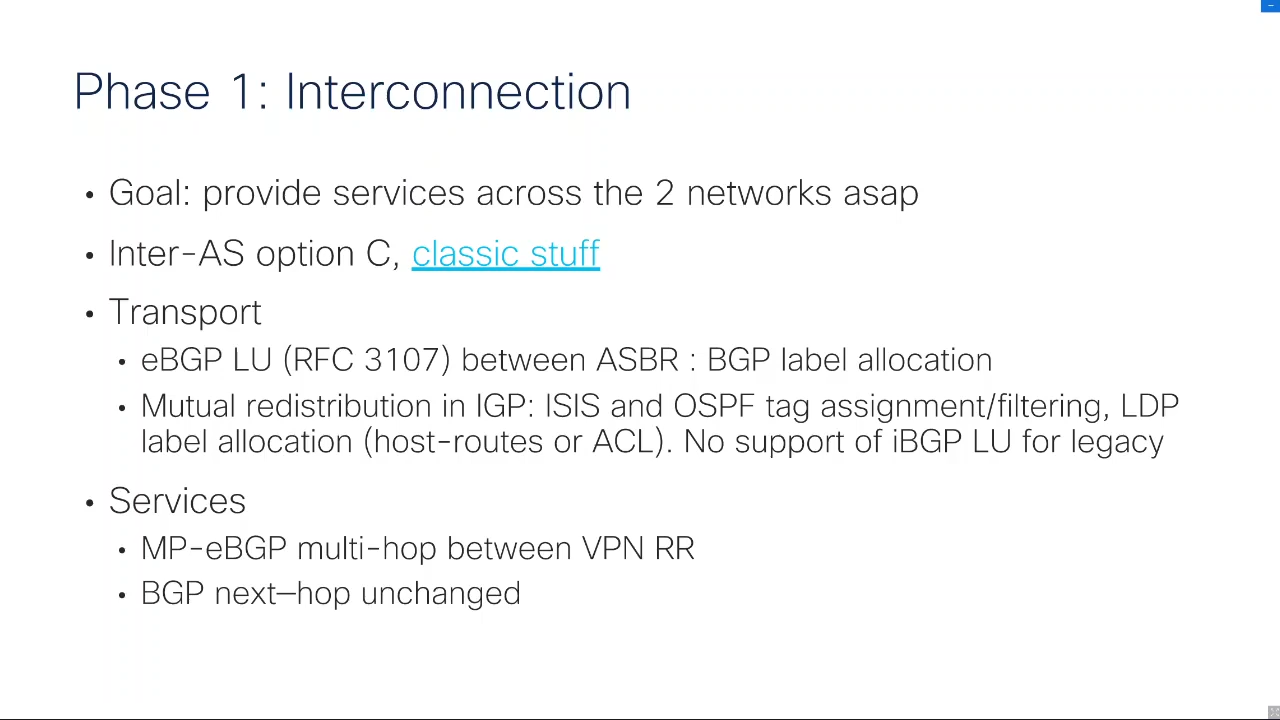 Phase 1: Interconnection
• Goal: provide services across the 2 networks asap
• Inter-AS option C, classic stuff
• Transport
• eBGP LU (RFC 3107) between ASBR : BGP label allocation
• Mutual redistribution in IGP: ISIS and OSPF tag assignment/filtering, LDP
label allocation (host-routes or ACL). No support of iBGP LU for legacy
• Services
• MP-eBGP multi-hop between VPN RR
• BGP next–hop unchanged